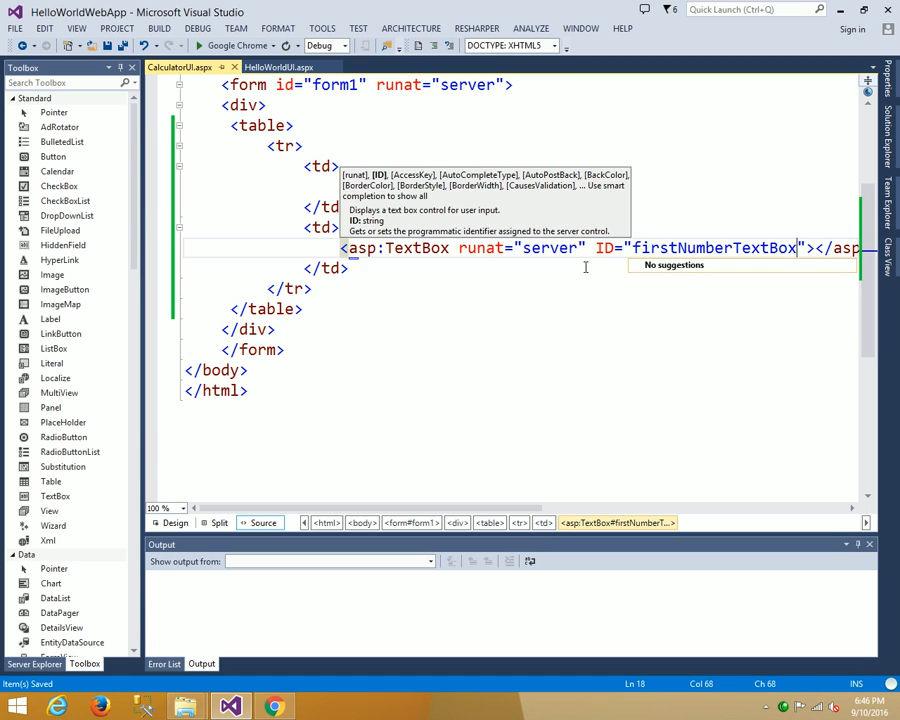 HelloWorldWebApp - Microsoft Visual Studio
6
Quick Launch (Ctrl+Q)
FILE EDIT VIEW PROJECT BUILD DEBUG TEAM FORMAT TOOLS TEST ARCHITECTURE RESHARPER ANALYZE WINDOW HELP
Sign in
Google Chrome Debug DOCTYPE: XHTML5
Toolbox
CalculatorUI.aspx HelloWorldUI.aspx
Search Toolbox
Standard
Pointer
AdRotator
BulletedList
Button
Calendar
CheckBox
CheckBoxList
DropDownList
FileUpload
HiddenField
HyperLink
Image
ImageButton
ImageMap
Label
LinkButton
ListBox
Literal
Localize
MultiView
Panel
PlaceHolder
RadioButton
RadioButtonList
Substitution
Table
TextBox
View
Wizard
Xml
Data
Pointer
Chart
DataList
DataPager
DetailsView
EntityDataSource
Server Explorer Toolbox
<form id="form1" runat="server">
<div>
<table>
<tr>
<td>
[runat], [ID], [AccessKey], [AutoCompleteType], [AutoPostBack], [BackColor],
[BorderColor], [BorderStyle], [BorderWidth], [CausesValidation], ... Use smart
completion to show all
Displays a text box control for user input.
ID: string
Gets or sets the programmatic identifier assigned to the server control.
</td
<td
<asp:TextBox runat="server" ID="firstNumberTextBox"></asp
No suggestions
</td>
</tr>
</table>
</div>
</form>
</body>
</html>
100 %
Design Split Source <html> <body> <form#form1> <div> <table> <tr> <td> <asp:TextBox#firstNumberT...>
Output
Show output from:
Error List Output
Properties
Solution Explorer
Team Explorer
Class View
Item(s) Saved
Ln 18 Col 68 Ch 68 INS
6:46 PM
9/10/2016